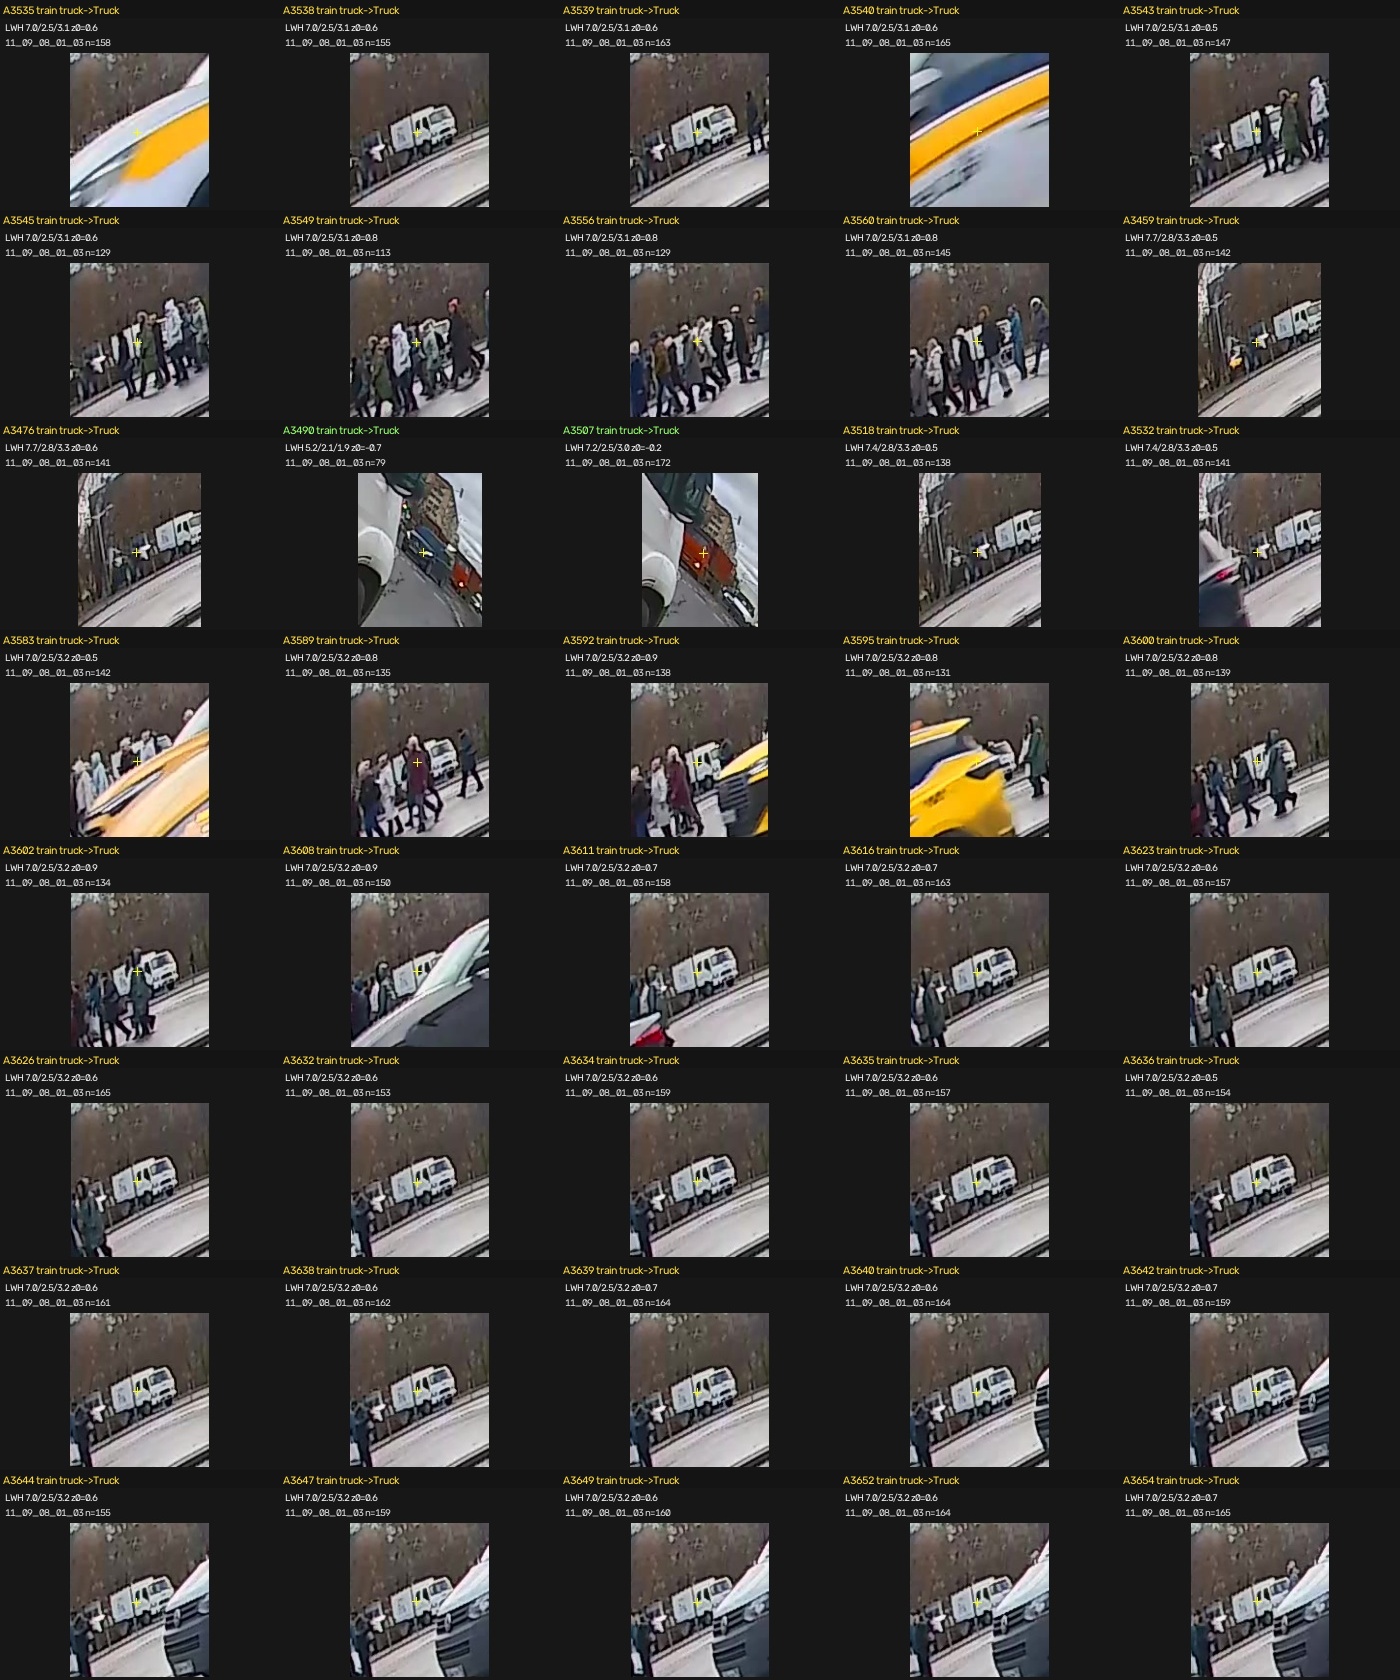 A3535 train truck->Truck
LWH 7.0/2.5/3.1 z0=0.6
11_09_08_01_03 n=158
A3538 train truck->Truck
LWH 7.0/2.5/3.1 z0=0.6
11_09_08_01_03 n=155
A3539 train truck->Truck
LWH 7.0/2.5/3.1 z0=0.6
11_09_08_01_03 n=163
A3540 train truck->Truck
LWH 7.0/2.5/3.1 z0=0.6
11_09_08_01_03 n=165
A3543 train truck->Truck
LWH 7.0/2.5/3.1 z0=0.5
11_09_08_01_03 n=147
A3545 train truck->Truck
LWH 7.0/2.5/3.1 z0=0.6
11_09_08_01_03 n=129
A3549 train truck->Truck
LWH 7.0/2.5/3.1 z0=0.8
11_09_08_01_03 n=113
A3556 train truck->Truck
LWH 7.0/2.5/3.1 z0=0.8
11_09_08_01_03 n=129
A3560 train truck->Truck
LWH 7.0/2.5/3.1 z0=0.8
11_09_08_01_03 n=145
A3459 train truck->Truck
LWH 7.7/2.8/3.3 z0=0.5
11_09_08_01_03 n=142
A3476 train truck->Truck
LWH 7.7/2.8/3.3 z0=0.6
11_09_08_01_03 n=141
A3490 train truck->Truck
LWH 5.2/2.1/1.9 z0=-0.7
11_09_08_01_03 n=79
A3507 train truck->Truck
LWH 7.2/2.5/3.0 z0=-0.2
11_09_08_01_03 n=172
A3518 train truck->Truck
LWH 7.4/2.8/3.3 z0=0.5
11_09_08_01_03 n=138
A3532 train truck->Truck
LWH 7.4/2.8/3.3 z0=0.5
11_09_08_01_03 n=141
A3583 train truck->Truck
LWH 7.0/2.5/3.2 z0=0.5
11_09_08_01_03 n=142
A3589 train truck->Truck
LWH 7.0/2.5/3.2 z0=0.8
11_09_08_01_03 n=135
A3592 train truck->Truck
LWH 7.0/2.5/3.2 z0=0.9
11_09_08_01_03 n=138
A3595 train truck->Truck
LWH 7.0/2.5/3.2 z0=0.8
11_09_08_01_03 n=131
A3600 train truck->Truck
LWH 7.0/2.5/3.2 z0=0.8
11_09_08_01_03 n=139
A3602 train truck->Truck
LWH 7.0/2.5/3.2 z0=0.9
11_09_08_01_03 n=134
A3608 train truck->Truck
LWH 7.0/2.5/3.2 z0=0.9
11_09_08_01_03 n=150
A3611 train truck->Truck
LWH 7.0/2.5/3.2 z0=0.7
11_09_08_01_03 n=158
A3616 train truck->Truck
LWH 7.0/2.5/3.2 z0=0.7
11_09_08_01_03 n=163
A3623 train truck->Truck
LWH 7.0/2.5/3.2 z0=0.6
11_09_08_01_03 n=157
A3626 train truck->Truck
LWH 7.0/2.5/3.2 z0=0.6
11_09_08_01_03 n=165
A3632 train truck->Truck
LWH 7.0/2.5/3.2 z0=0.6
11_09_08_01_03 n=153
A3634 train truck->Truck
LWH 7.0/2.5/3.2 z0=0.6
11_09_08_01_03 n=159
A3635 train truck->Truck
LWH 7.0/2.5/3.2 z0=0.6
11_09_08_01_03 n=157
A3636 train truck->Truck
LWH 7.0/2.5/3.2 z0=0.5
11_09_08_01_03 n=154
A3637 train truck->Truck
LWH 7.0/2.5/3.2 z0=0.6
11_09_08_01_03 n=161
A3638 train truck->Truck
LWH 7.0/2.5/3.2 z0=0.6
11_09_08_01_03 n=162
A3639 train truck->Truck
LWH 7.0/2.5/3.2 z0=0.7
11_09_08_01_03 n=164
A3640 train truck->Truck
LWH 7.0/2.5/3.2 z0=0.6
11_09_08_01_03 n=164
A3642 train truck->Truck
LWH 7.0/2.5/3.2 z0=0.7
11_09_08_01_03 n=159
A3644 train truck->Truck
LWH 7.0/2.5/3.2 z0=0.6
11_09_08_01_03 n=155
A3647 train truck->Truck
LWH 7.0/2.5/3.2 z0=0.6
11_09_08_01_03 n=159
A3649 train truck->Truck
LWH 7.0/2.5/3.2 z0=0.6
11_09_08_01_03 n=160
A3652 train truck->Truck
LWH 7.0/2.5/3.2 z0=0.6
11_09_08_01_03 n=164
A3654 train truck->Truck
LWH 7.0/2.5/3.2 z0=0.7
11_09_08_01_03 n=165